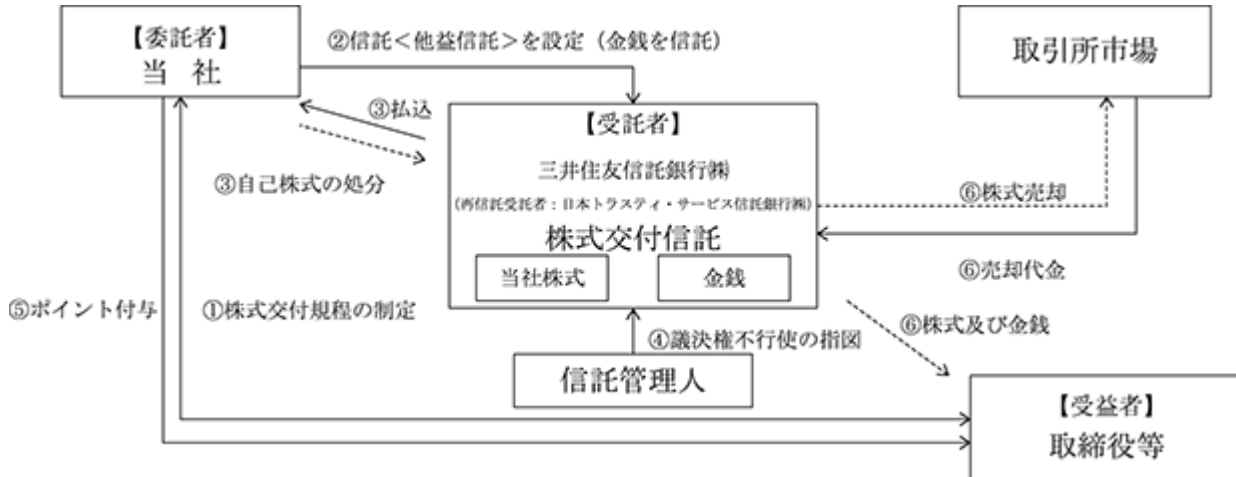 【委託者】
当 社
②信託＜他益信託＞を設定（金銭を信託）
取引所市場
③払込
③自己株式の処分
【受託者】
三井住友信託銀行㈱
（再信託受託者：日本トラスティ・サービス信託銀行㈱）
株式交付信託
当社株式
金銭
⑥株式売却
⑥売却代金
⑤ポイント付与
①株式交付規程の制定
④議決権不行使の指図
⑥株式及び金銭
信託管理人
【受益者】
取締役等